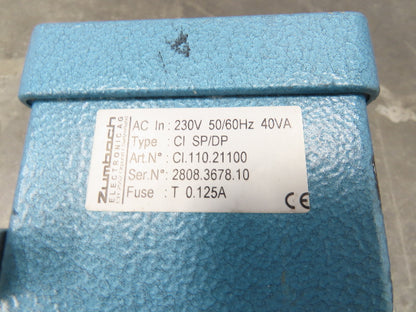 Zumbach
ELECTRONIC AG
AC In : 230V 50/60Hz 40VA
Type : CI SP/DP
Art.N° : CI.110.21100
Ser.N° : 2808.3678.10
Fuse : T 0.125A
CE